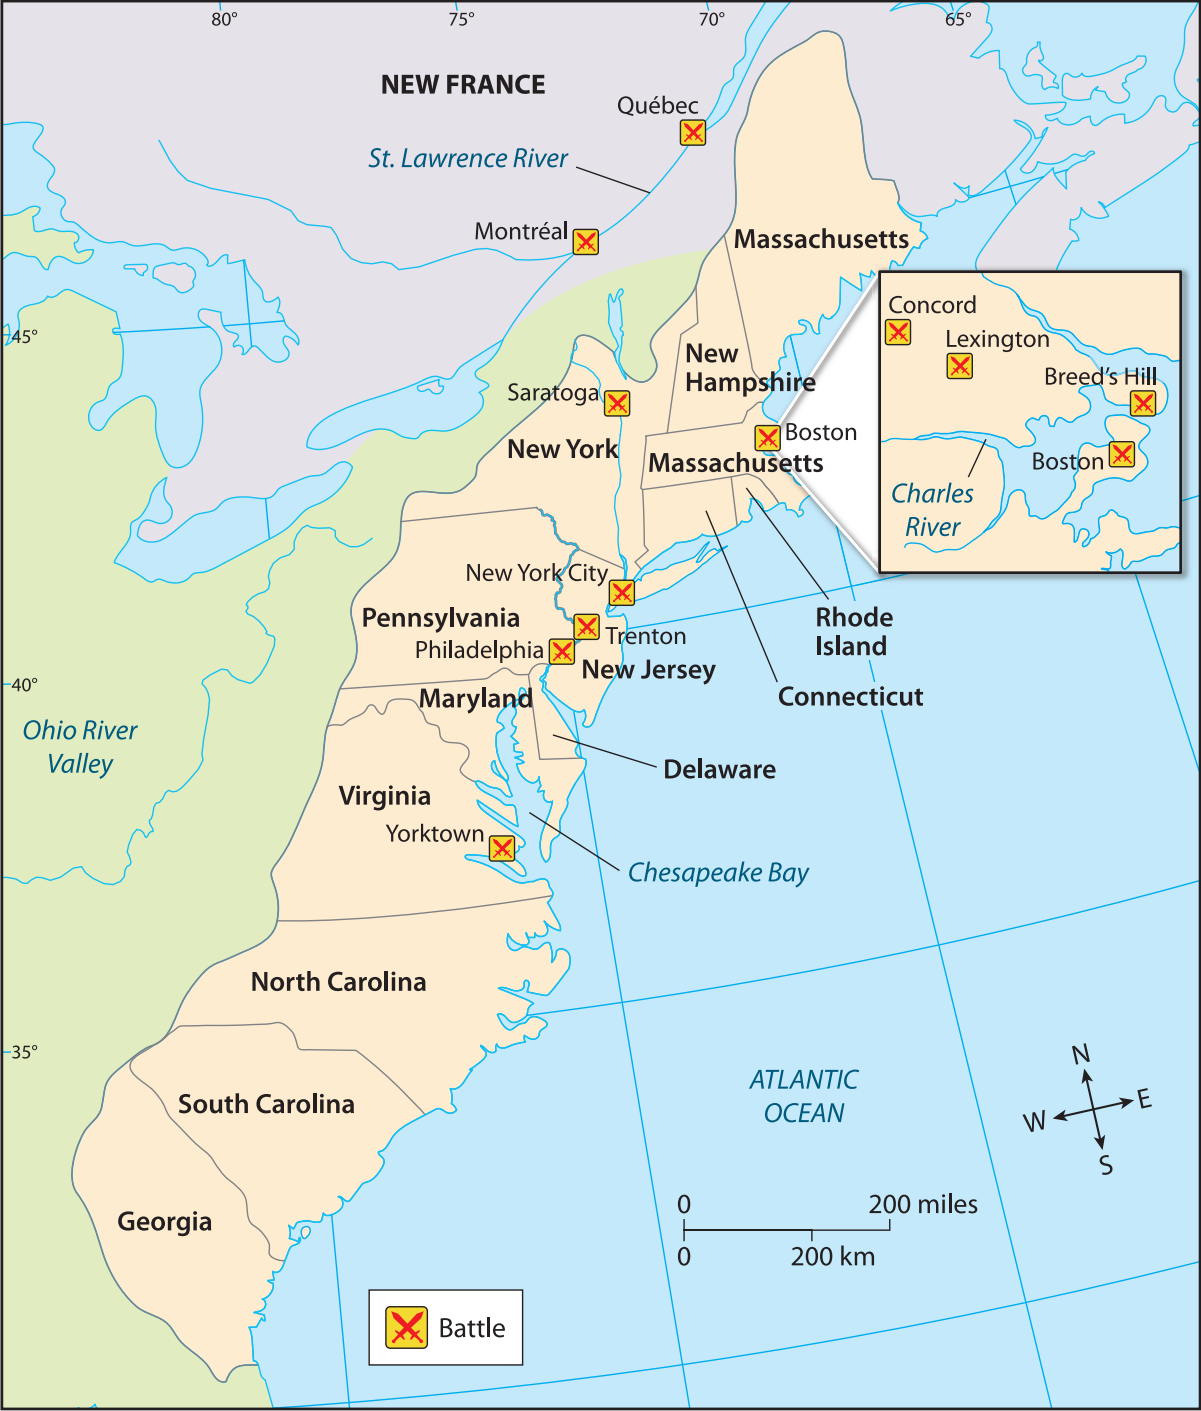 80°
75°
70°
65°
NEW FRANCE
Québec
St. Lawrence River
Montréal
Massachusetts
45°
Concord
Lexington
Breed's Hill
Boston
Charles
River
New
Hampshire
Saratoga
New York
Boston
Massachusetts
New York City
Pennsylvania
Trenton
Philadelphia
New Jersey
Rhode
Island
Connecticut
40°
Maryland
Ohio River
Valley
Delaware
Virginia
Yorktown
Chesapeake Bay
North Carolina
35°
ATLANTIC
OCEAN
N
W
E
S
South Carolina
Georgia
0
200 miles
0
200 km
Battle